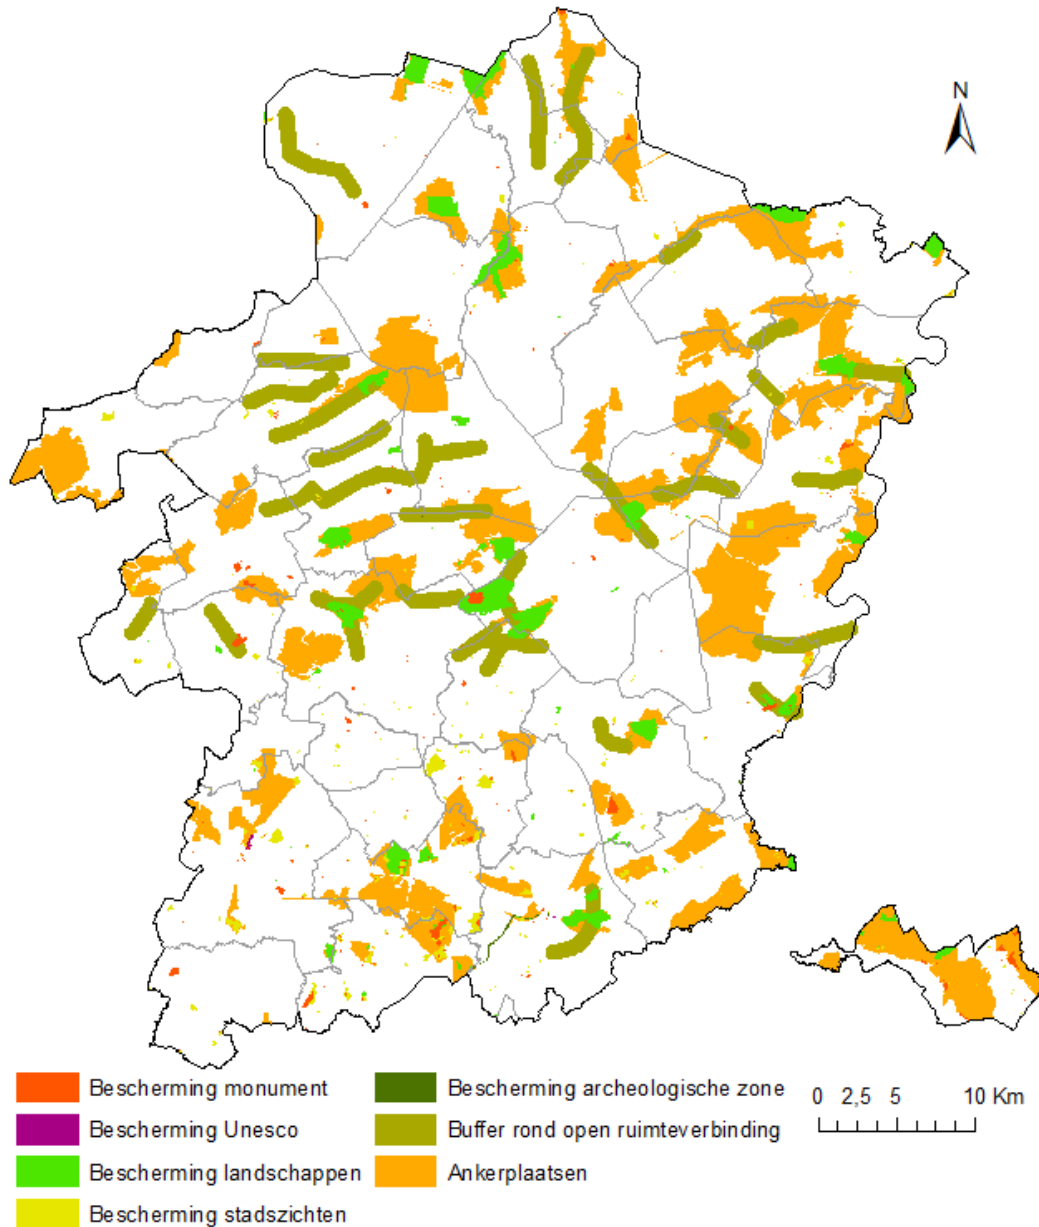 N
Bescherming monument
Bescherming Unesco
Bescherming landschappen
Bescherming stadszichten
Bescherming archeologische zone
Buffer rond open ruimteverbinding
Ankerplaatsen
0 2,5 5 10 Km